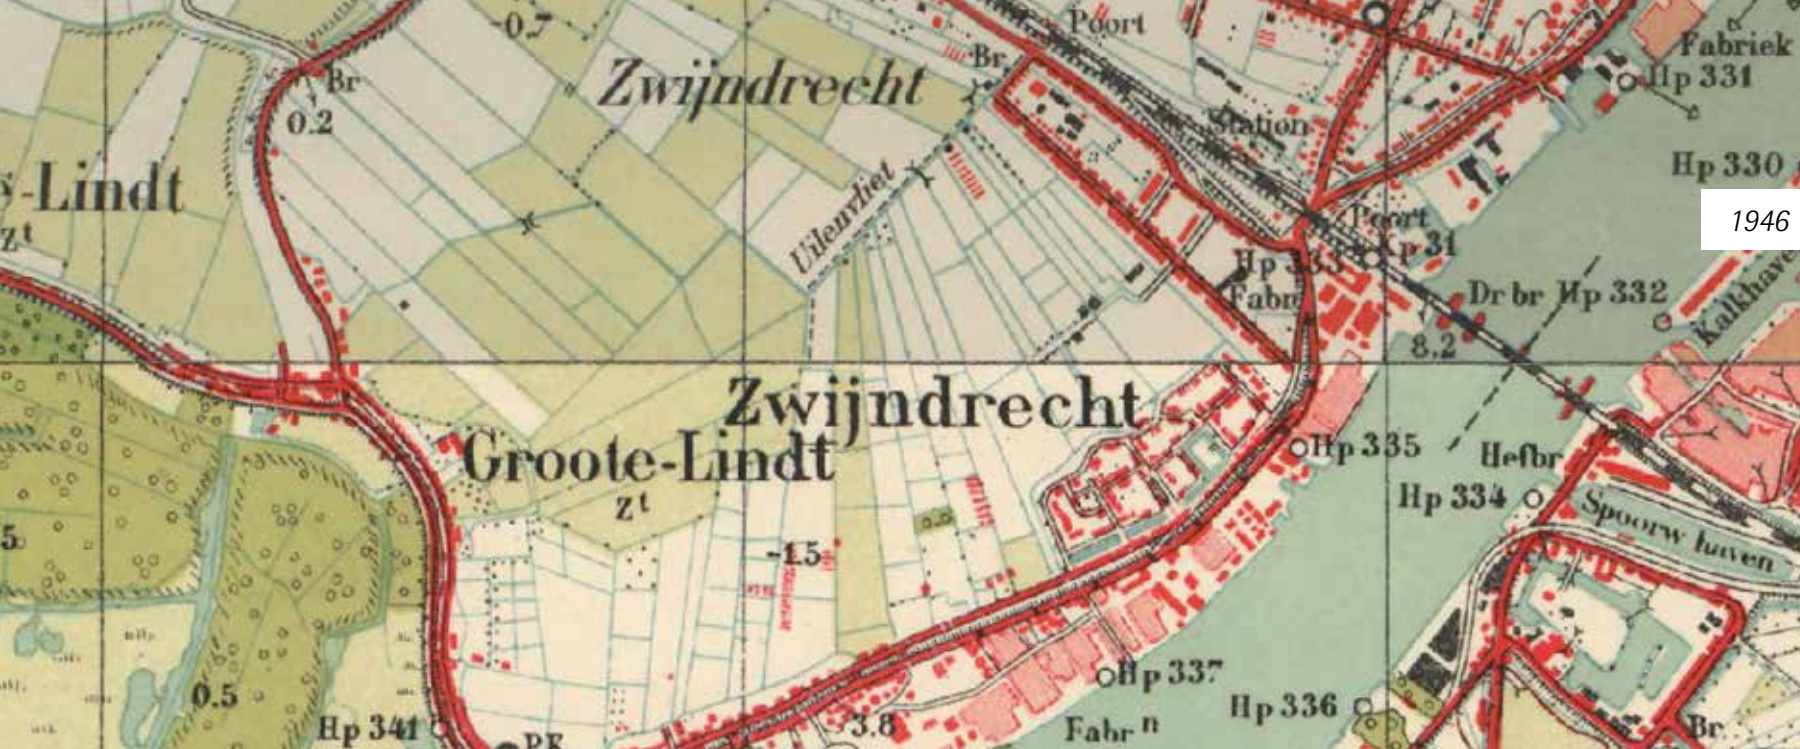 -0.7
Poort
Zwijndrecht
Br
Fabriek
Hp 331
Br
0.2
Station
Hp 330
-Lindt
zt
Uilenvliet
Poort
1946
Hp 333
Kp 31
Fabr
Dr br
Hp 332
Kalkhave
8.2
Zwijndrecht
Groote-Lindt
zt
Hp 335
Hefbr
Hp 334
Spoorw haven
5
-1.5
0.5
Hp 337
Hp 336
Hp 341
P.K.
3.8
Fabr n
Br